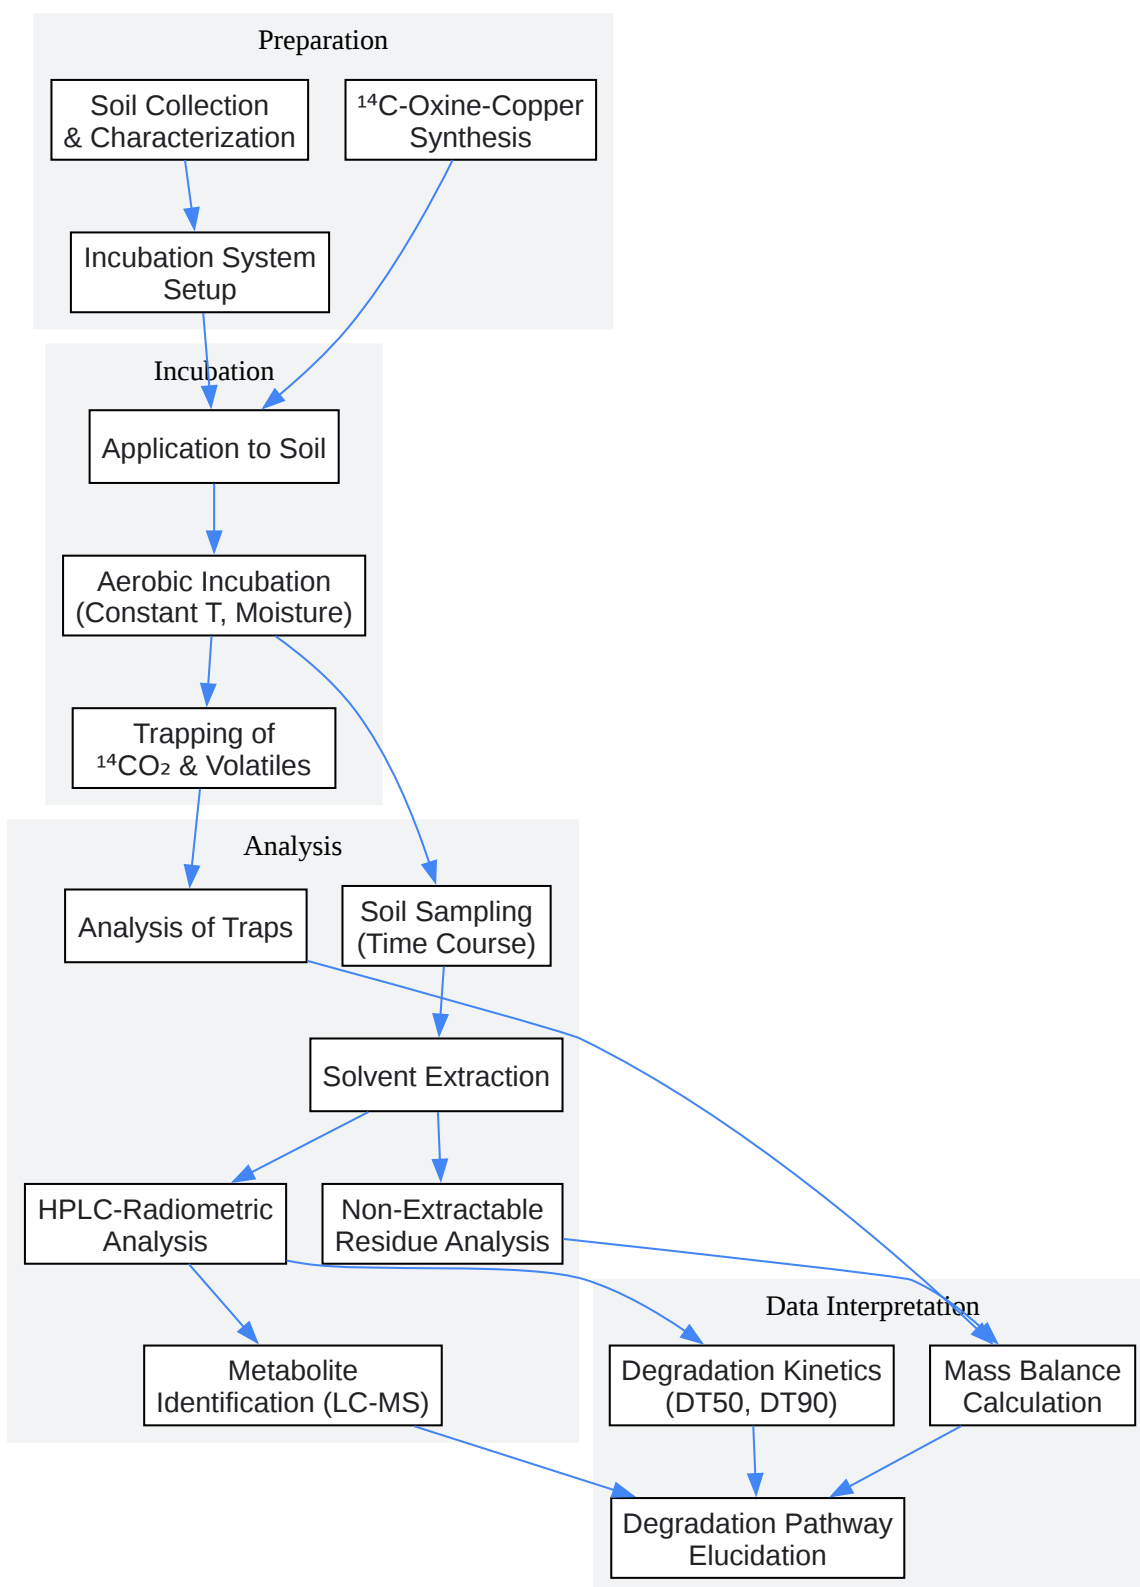 Preparation
Soil Collection
& Characterization
¹⁴C-Oxine-Copper
Synthesis
Incubation System
Setup
Incubation
Application to Soil
Aerobic Incubation
(Constant T, Moisture)
Trapping of
¹⁴CO₂ & Volatiles
Analysis
Analysis of Traps
Soil Sampling
(Time Course)
Solvent Extraction
HPLC-Radiometric
Analysis
Non-Extractable
Residue Analysis
Data Interpretation
Metabolite
Identification (LC-MS)
Degradation Kinetics
(DT50, DT90)
Mass Balance
Calculation
Degradation Pathway
Elucidation